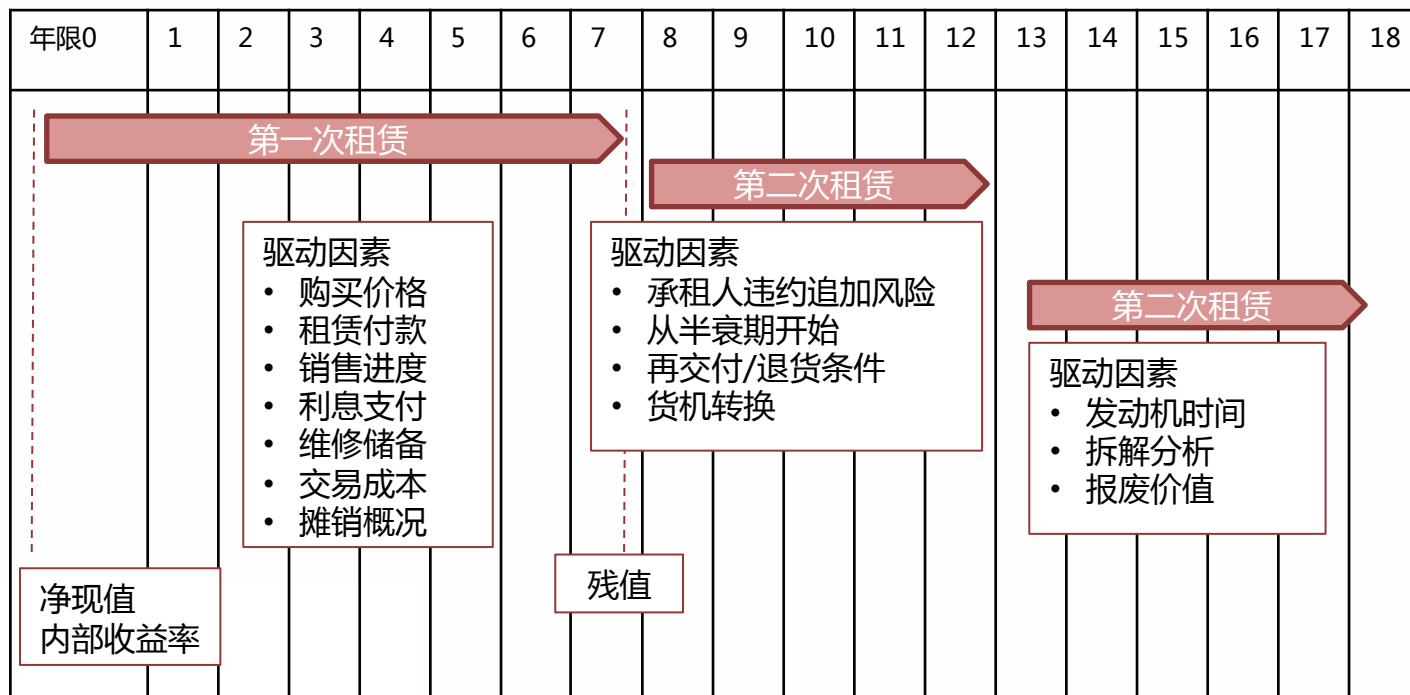 年限0 1 2 3 4 5 6 7 8 9 10 11 12 13 14 15 16 17 18
第一次租赁
第二次租赁
第二次租赁
驱动因素
• 购买价格
• 租赁付款
• 销售进度
• 利息支付
• 维修储备
• 交易成本
• 摊销概况
驱动因素
• 承租人违约追加风险
• 从半衰期开始
• 再交付/退货条件
• 货机转换
驱动因素
• 发动机时间
• 拆解分析
• 报废价值
净现值
内部收益率
残值